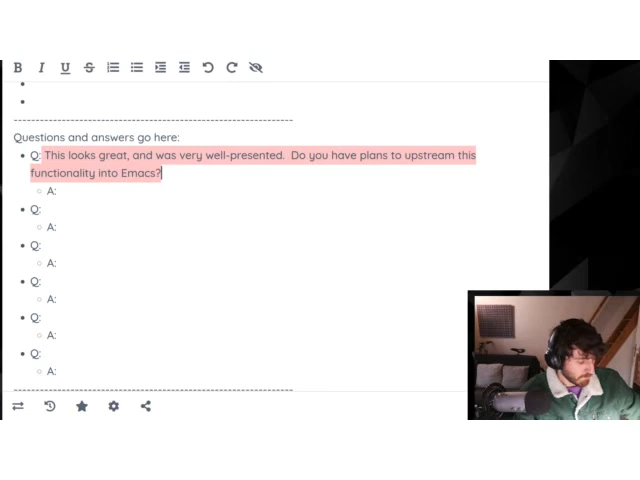 B I U S
------------------------------------------------------------
Questions and answers go here:
Q: This looks great, and was very well-presented.  Do you have plans to upstream this
functionality into Emacs?
A:
Q:
A:
Q:
A:
Q:
A:
Q:
A:
Q:
A:
------------------------------------------------------------